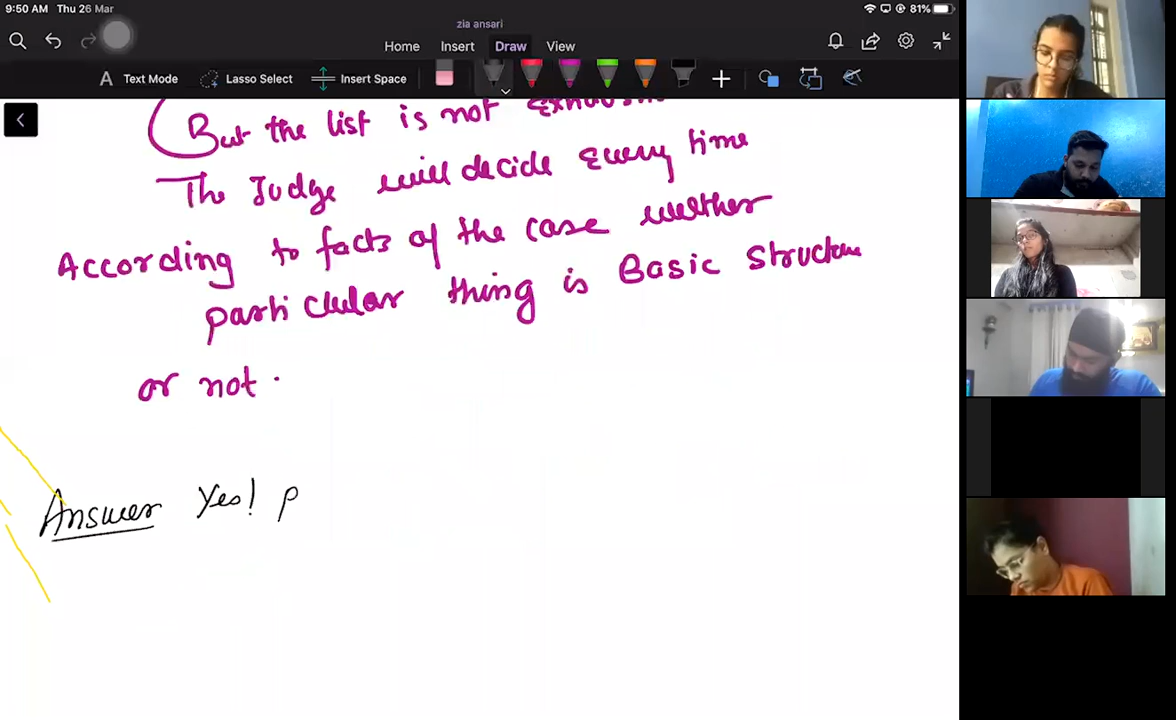 9:50 AM Thu 26 Mar
81%
zia ansari
Home Insert Draw View
Text Mode Lasso Select Insert Space
But the list is not
The Judge will decide Every time
According to facts of the case wether
particular thing is Basic Structure
or not .
Answer Yes! P